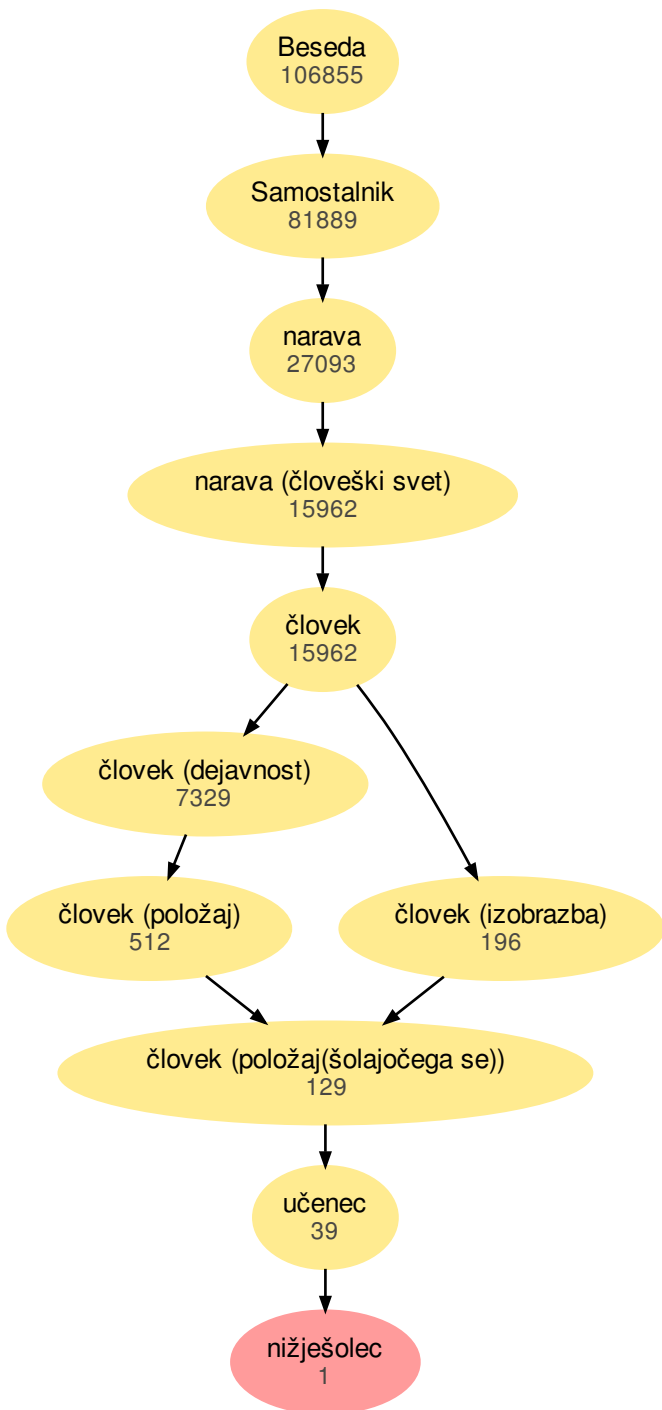 Beseda
106855
Samostalnik
81889
narava
27093
narava (človeški svet)
15962
človek
15962
človek (dejavnost)
7329
človek (položaj)
512
človek (izobrazba)
196
človek (položaj(šolajočega se))
129
učenec
39
nižješolec
1